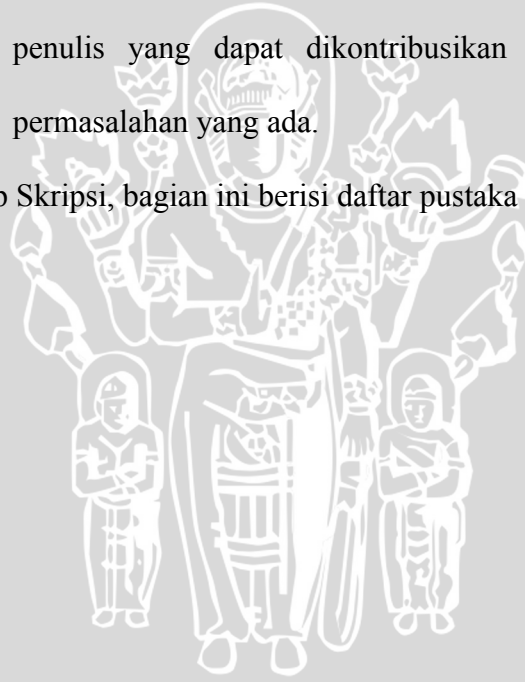 penulis yang dapat dikontribusikan
permasalahan yang ada.
Skripsi, bagian ini berisi daftar pustaka